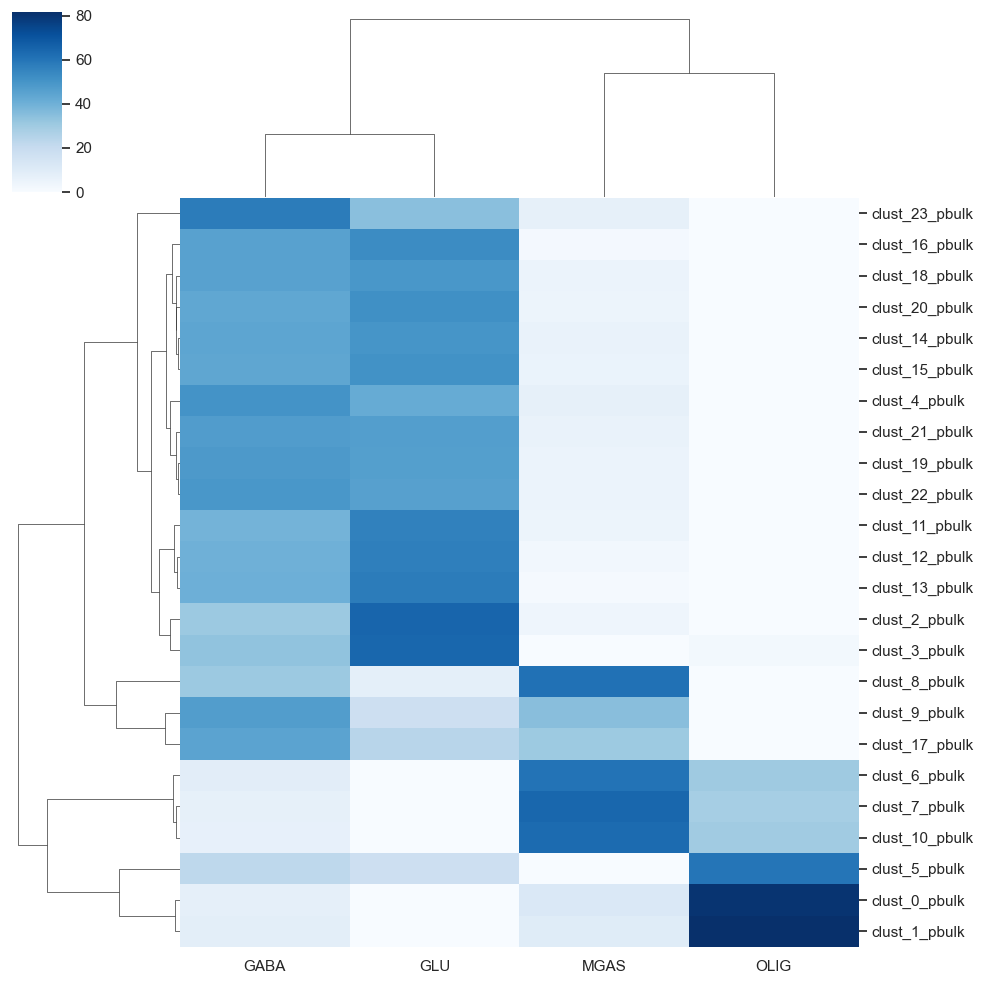 80
60
40
20
0
clust_23_pbulk
clust_16_pbulk
clust_18_pbulk
clust_20_pbulk
clust_14_pbulk
clust_15_pbulk
clust_4_pbulk
clust_21_pbulk
clust_19_pbulk
clust_22_pbulk
clust_11_pbulk
clust_12_pbulk
clust_13_pbulk
clust_2_pbulk
clust_3_pbulk
clust_8_pbulk
clust_9_pbulk
clust_17_pbulk
clust_6_pbulk
clust_7_pbulk
clust_10_pbulk
clust_5_pbulk
clust_0_pbulk
clust_1_pbulk
GABA GLU MGAS OLIG